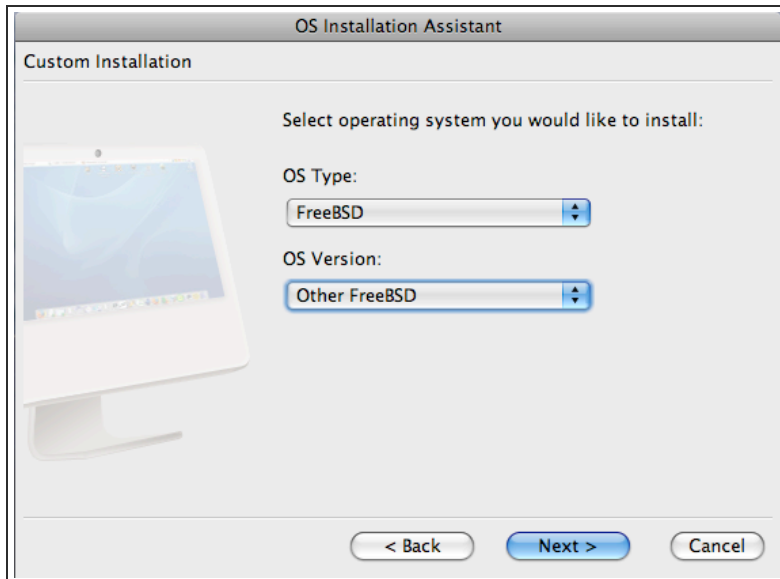 OS Installation Assistant
Custom Installation
Select operating system you would like to install:
OS Type:
FreeBSD
OS Version:
Other FreeBSD
< Back
Next >
Cancel